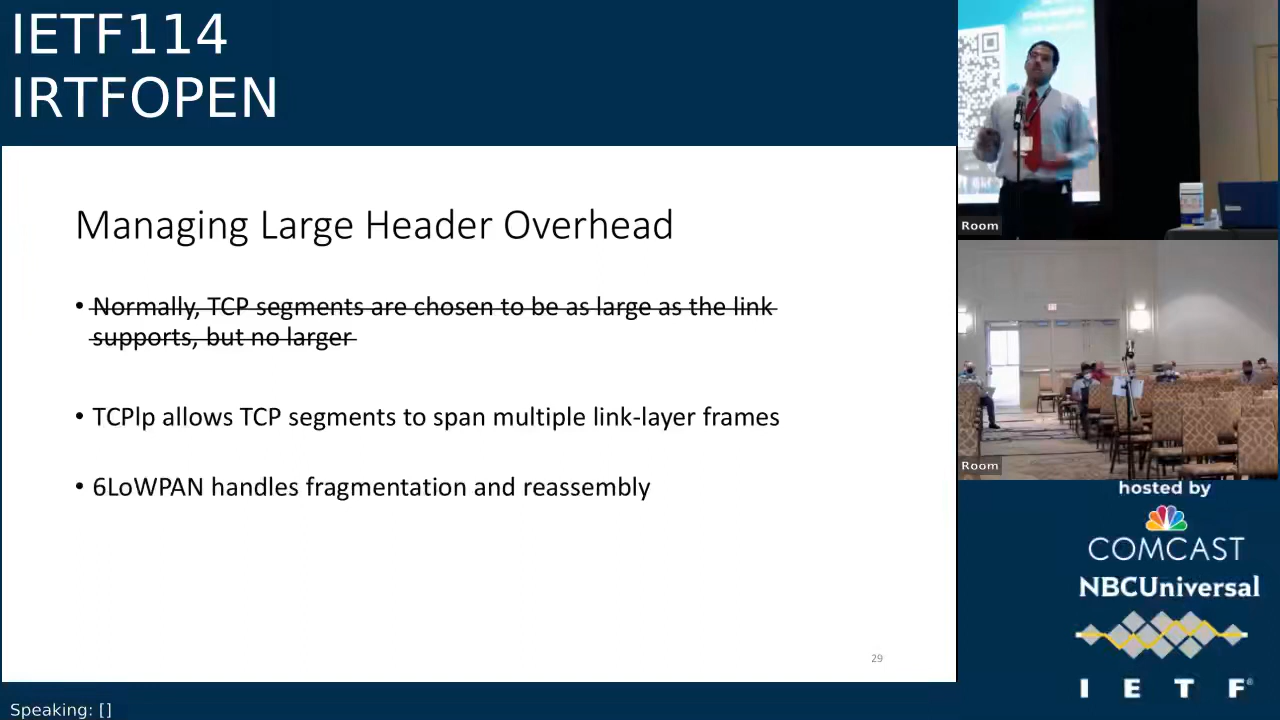 IETF114
IRTFOPEN
Managing Large Header Overhead
• Normally, TCP segments are chosen to be as large as the link
supports, but no larger
• TCPlp allows TCP segments to span multiple link-layer frames
• 6LoWPAN handles fragmentation and reassembly
29
Speaking: []
Room
Room
hosted by
COMCAST
NBCUniversal
I E T F®